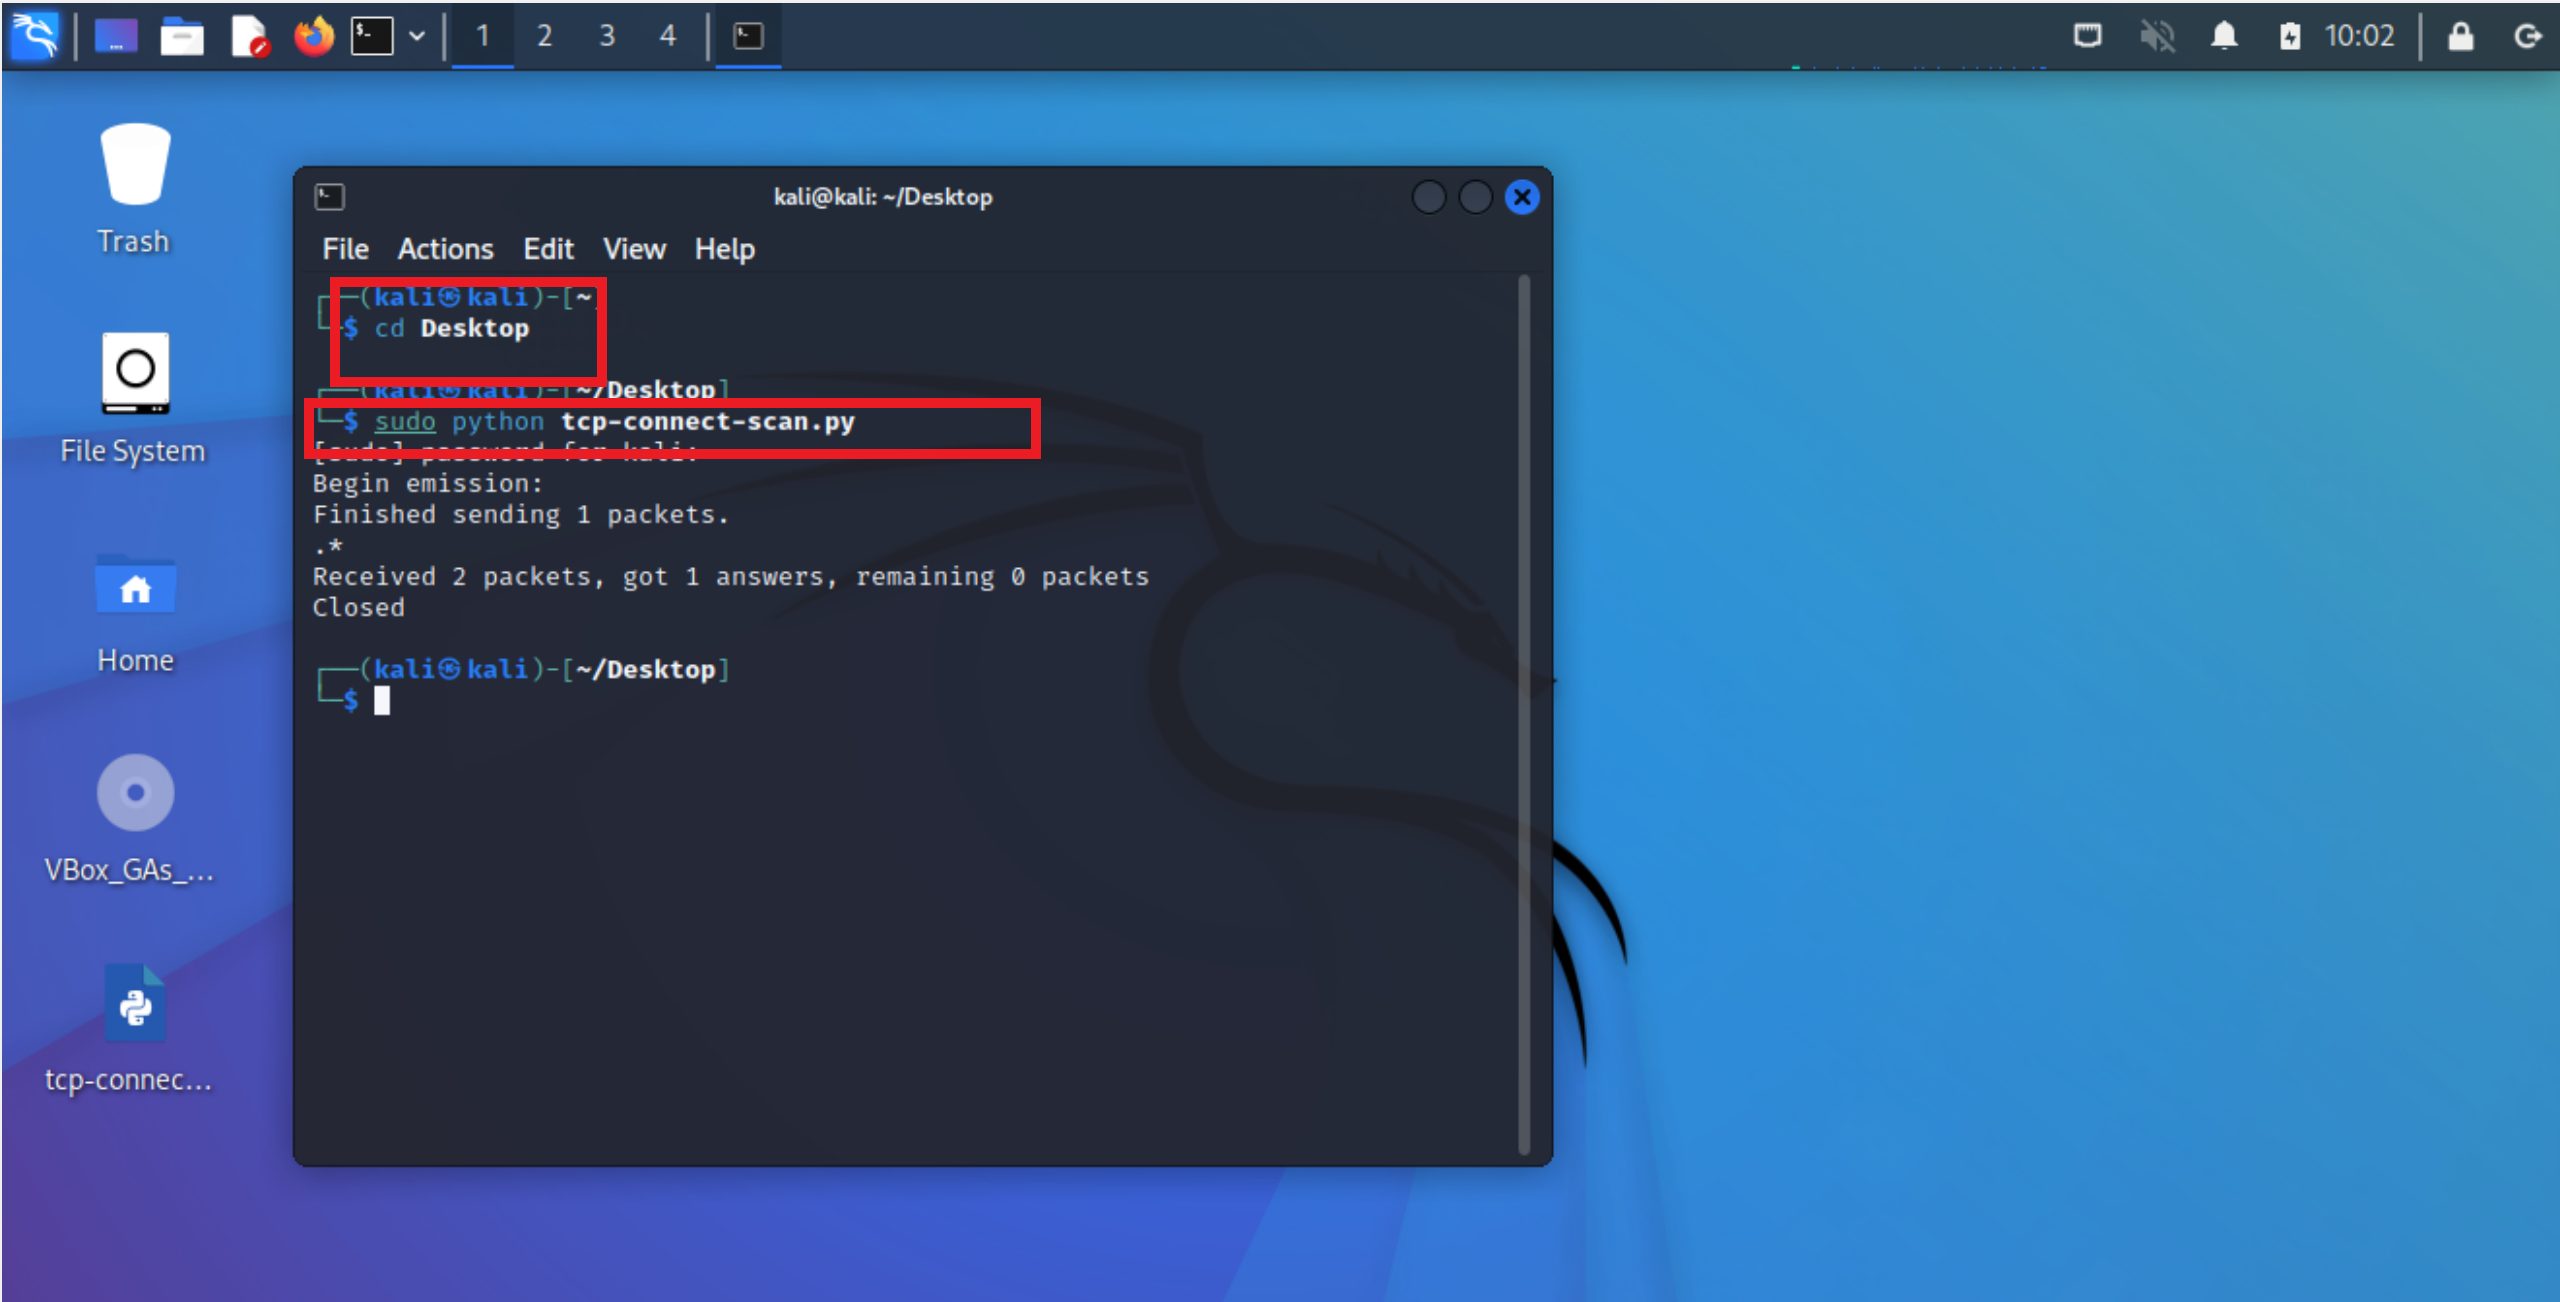 1 2 3 4
10:02
Trash
File System
Home
VBox_GAs_...
tcp-connec...
kali@kali: ~/Desktop
File Actions Edit View Help
┌──(kali㉿kali)-[~
└─$ cd Desktop
┌──(kali㉿kali)-[~/Desktop]
└─$ sudo python tcp-connect-scan.py
[sudo] password for kali:
Begin emission:
Finished sending 1 packets.
.*
Received 2 packets, got 1 answers, remaining 0 packets
Closed
┌──(kali㉿kali)-[~/Desktop]
└─$